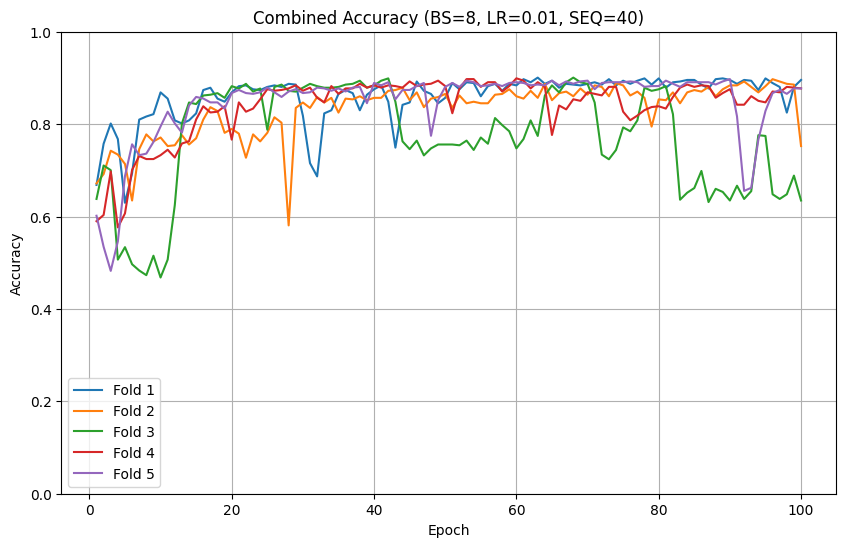 Combined Accuracy (BS=8, LR=0.01, SEQ=40)
1.0
0.8
0.6
0.4
0.2
0.0
Accuracy
Fold 1
Fold 2
Fold 3
Fold 4
Fold 5
0 20 40 60 80 100
Epoch